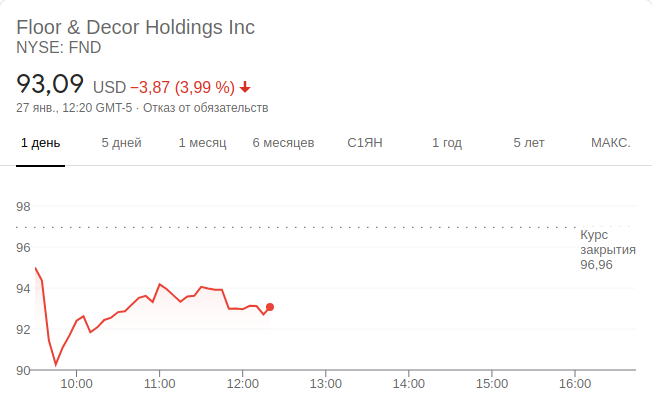 Floor & Decor Holdings Inc
NYSE: FND
93,09 USD −3,87 (3,99 %)
27 янв., 12:20 GMT-5 · Отказ от обязательств
1 день 5 дней 1 месяц 6 месяцев С1ЯН 1 год 5 лет МАКС.
98
Курс
закрытия
96,96
96
94
92
90
10:00 11:00 12:00 13:00 14:00 15:00 16:00